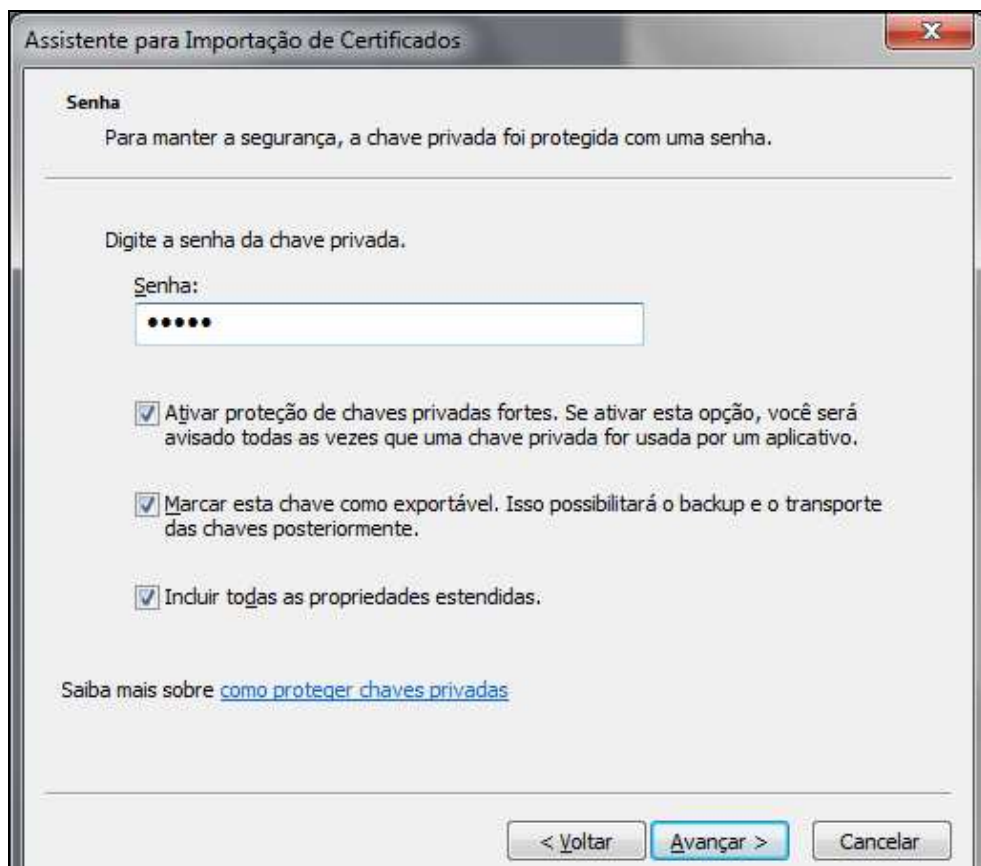 Assistente para Importação de Certificados
Senha
Para manter a segurança, a chave privada foi protegida com uma senha.
Digite a senha da chave privada.
Senha:
•••••
Ativar proteção de chaves privadas fortes. Se ativar esta opção, você será
avisado todas as vezes que uma chave privada for usada por um aplicativo.
Marcar esta chave como exportável. Isso possibilitará o backup e o transporte
das chaves posteriormente.
Incluir todas as propriedades estendidas.
Saiba mais sobre como proteger chaves privadas
< Voltar Avançar > Cancelar